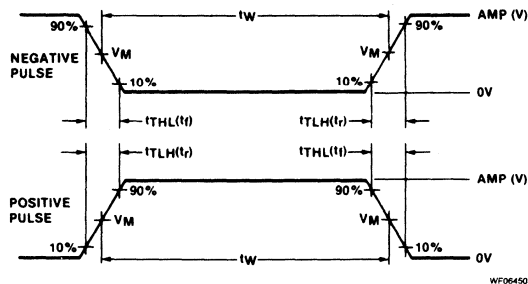 tW
90%
90%
AMP (V)
NEGATIVE
PULSE
VM
VM
10%
10%
0V
tTHL(tf)
tTLH(tr)
tTLH(tr)
tTHL(tf)
AMP (V)
POSITIVE
PULSE
90%
90%
VM
VM
10%
10%
tW
0V
WF06450